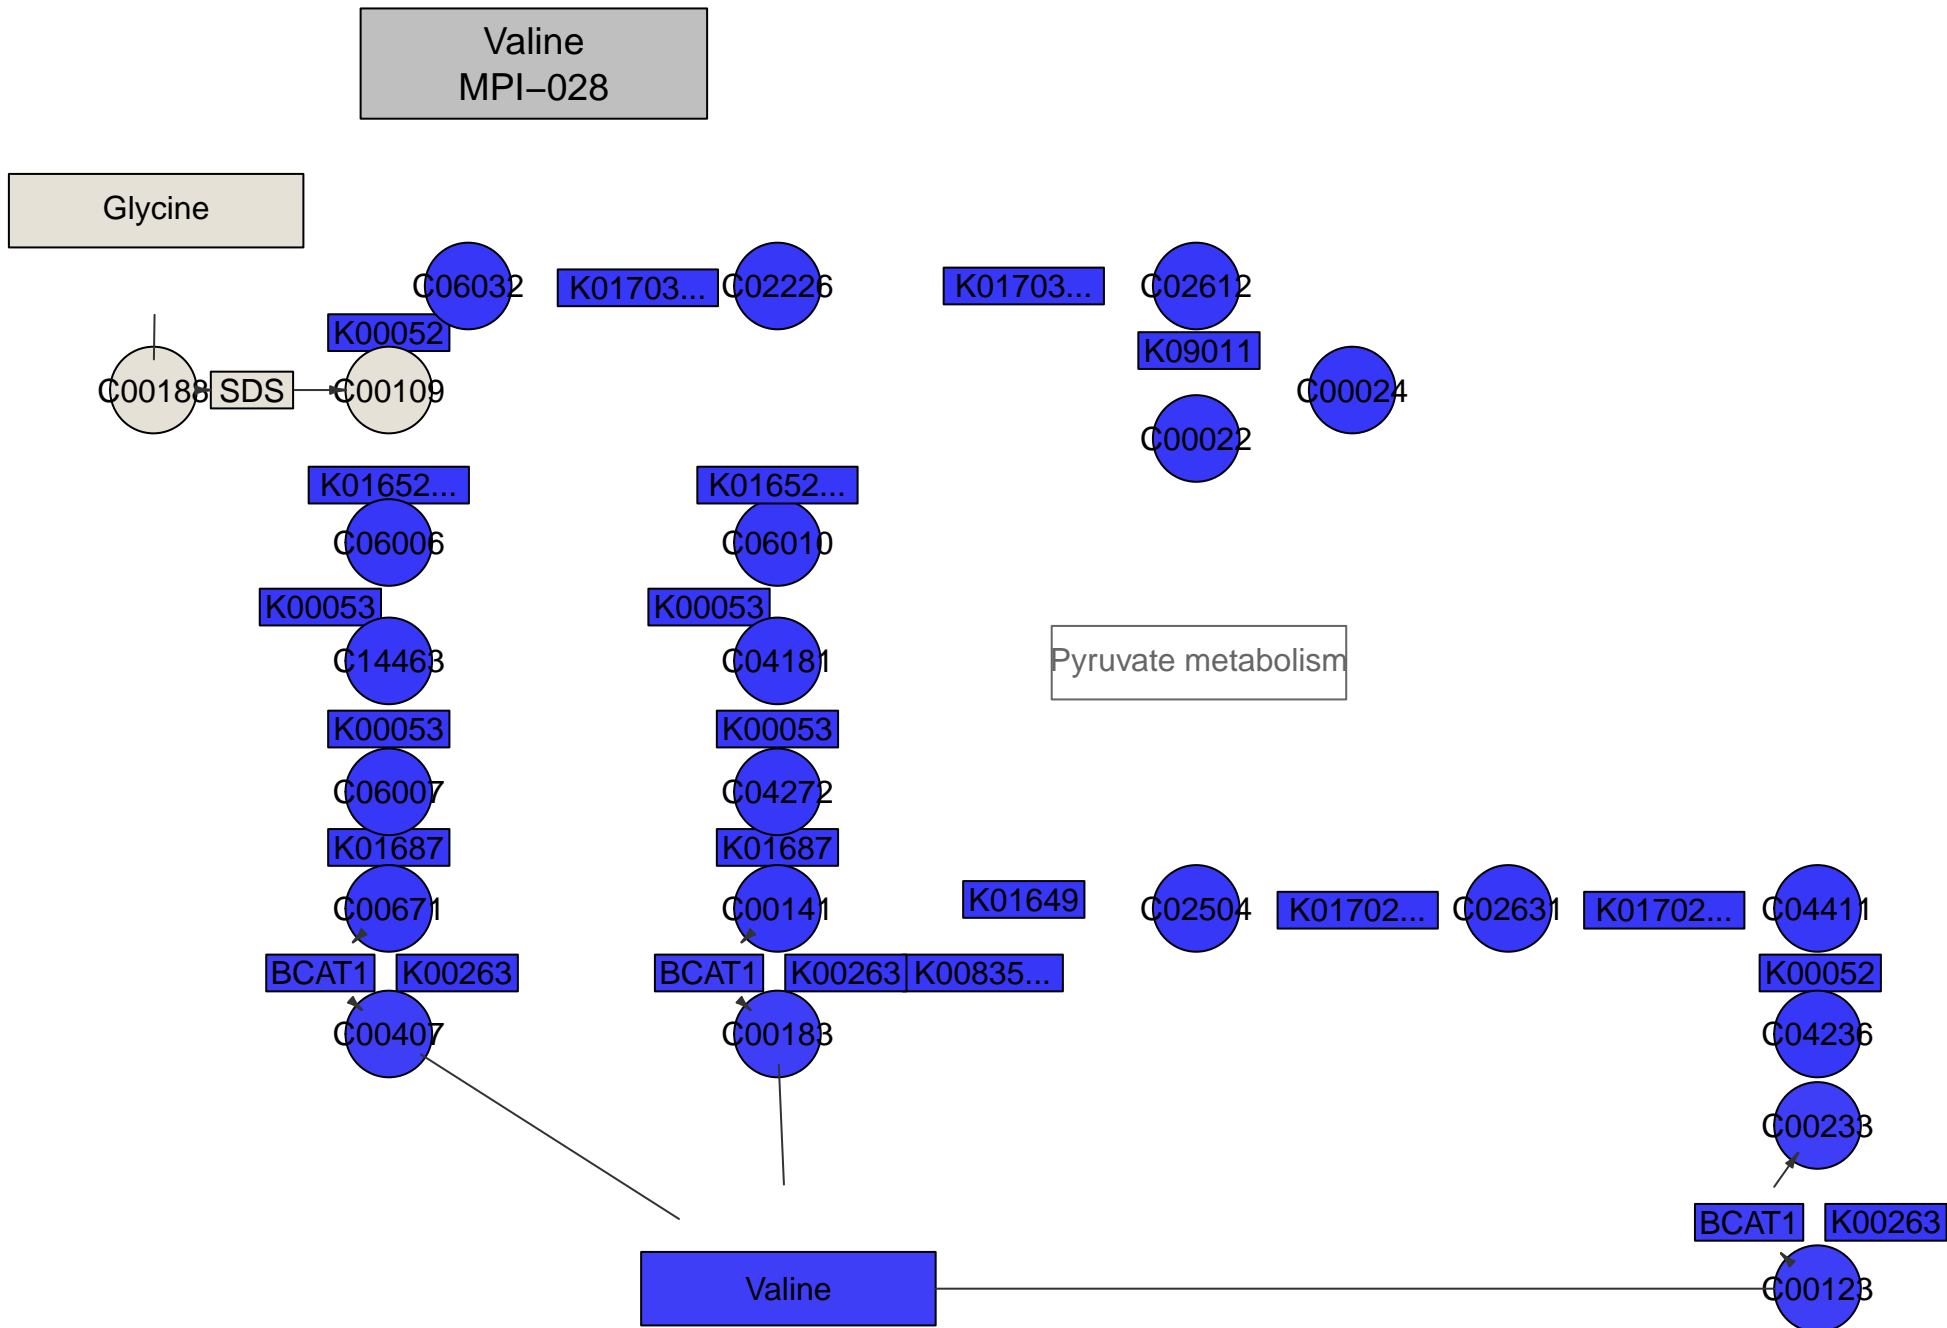 Valine
MPI−028
Glycine
C06032
K01703...
C02226
K01703...
C02612
K00052
K09011
C00188
SDS
C00109
C00024
C00022
K01652...
K01652...
C06006
C06010
K00053
K00053
C14463
C04181
Pyruvate metabolism
K00053
K00053
C06007
C04272
K01687
K01687
C00671
C00141
K01649
C02504
K01702...
C02631
K01702...
C04411
BCAT1
K00263
BCAT1
K00263
K00835...
K00052
C00407
C00183
C04236
C00233
BCAT1
K00263
Valine
C00123